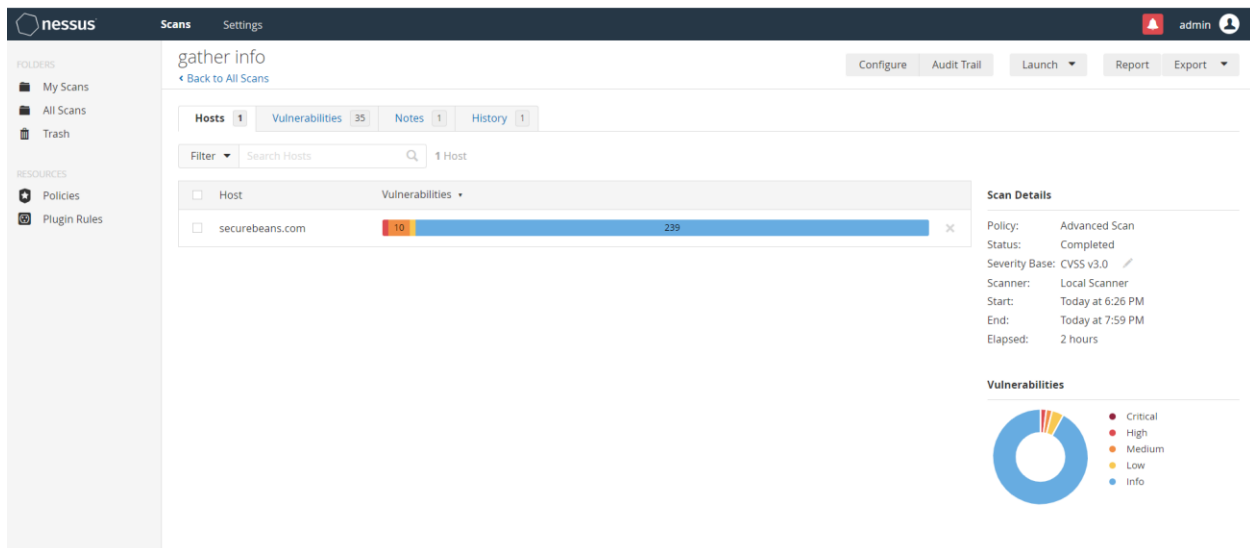 nessus Scans Settings admin
FOLDERS
My Scans
All Scans
Trash
RESOURCES
Policies
Plugin Rules
gather info
Back to All Scans
Configure Audit Trail Launch Report Export
Hosts 1 Vulnerabilities 35 Notes 1 History 1
Filter Search Hosts 1 Host
Host Vulnerabilities
securebeans.com 10 239
Scan Details
Policy: Advanced Scan
Status: Completed
Severity Base: CVSS v3.0
Scanner: Local Scanner
Start: Today at 6:26 PM
End: Today at 7:59 PM
Elapsed: 2 hours
Vulnerabilities
Critical
High
Medium
Low
Info